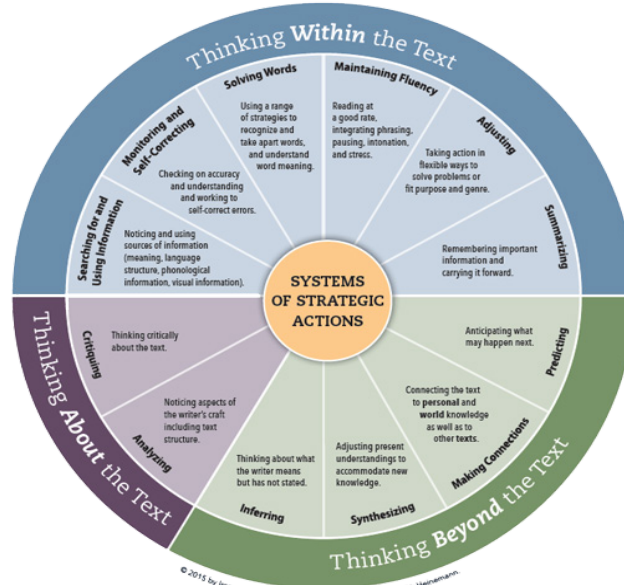 Thinking Within the Text
Searching for and
Using Information
Noticing and using
sources of information
(meaning, language
structure, phonological
information, visual information).
Monitoring and
Self-Correcting
Checking on accuracy
and understanding
and working to
self-correct errors.
Solving Words
Using a range
of strategies to
recognize and
take apart words,
and understand
word meaning.
Maintaining Fluency
Reading at
a good rate,
integrating phrasing,
pausing, intonation,
and stress.
Adjusting
Taking action in
flexible ways to
solve problems or
fit purpose and genre.
Summarizing
Remembering important
information and
carrying it forward.
SYSTEMS
OF STRATEGIC
ACTIONS
Predicting
Anticipating what
may happen next.
Making Connections
Connecting the text
to personal and
world knowledge
as well as to
other texts.
Synthesizing
Adjusting present
understandings to
accommodate new
knowledge.
Inferring
Thinking about what
the writer means
but has not stated.
Thinking Beyond the Text
Analyzing
Noticing aspects of
the writer's craft
including text
structure.
Critiquing
Thinking critically
about the text.
Thinking About the Text
© 2015 by
Heinemann.